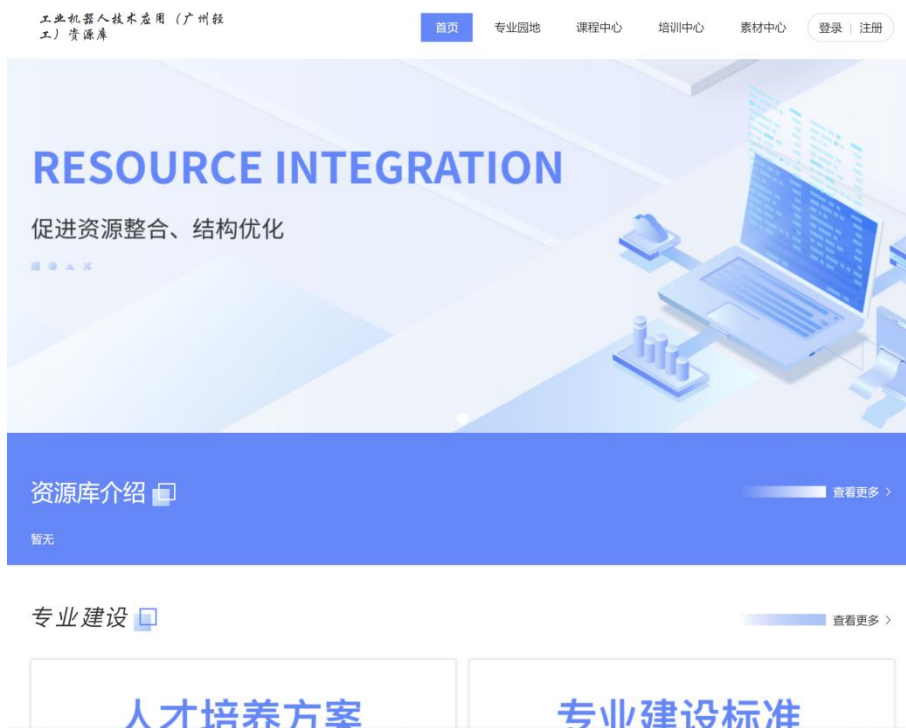 工业机器人技术应用（广州轻
工）资源库
首页 专业园地 课程中心 培训中心 素材中心 登录 | 注册
RESOURCE INTEGRATION
促进资源整合、结构优化
资源库介绍 查看更多 >
暂无
专业建设 查看更多 >
人才培养方案 专业建设标准